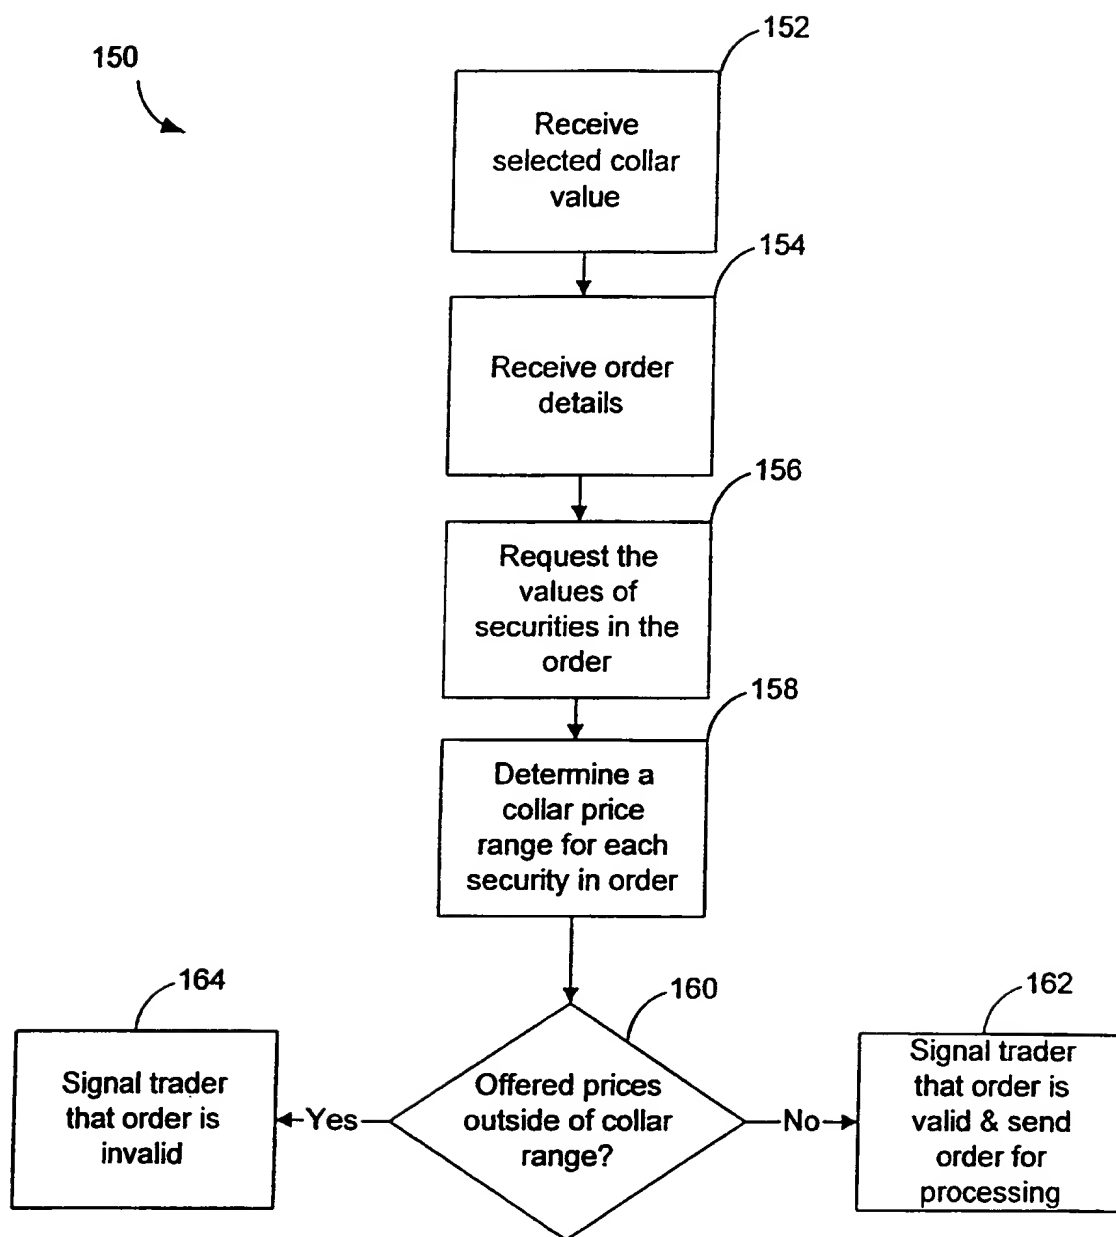 150
152
Receive
selected collar
value
154
Receive order
details
156
Request the
values of
securities in the
order
158
Determine a
collar price
range for each
security in order
160
Offered prices
outside of collar
range?
Yes
No
164
Signal trader
that order is
invalid
162
Signal trader
that order is
valid & send
order for
processing